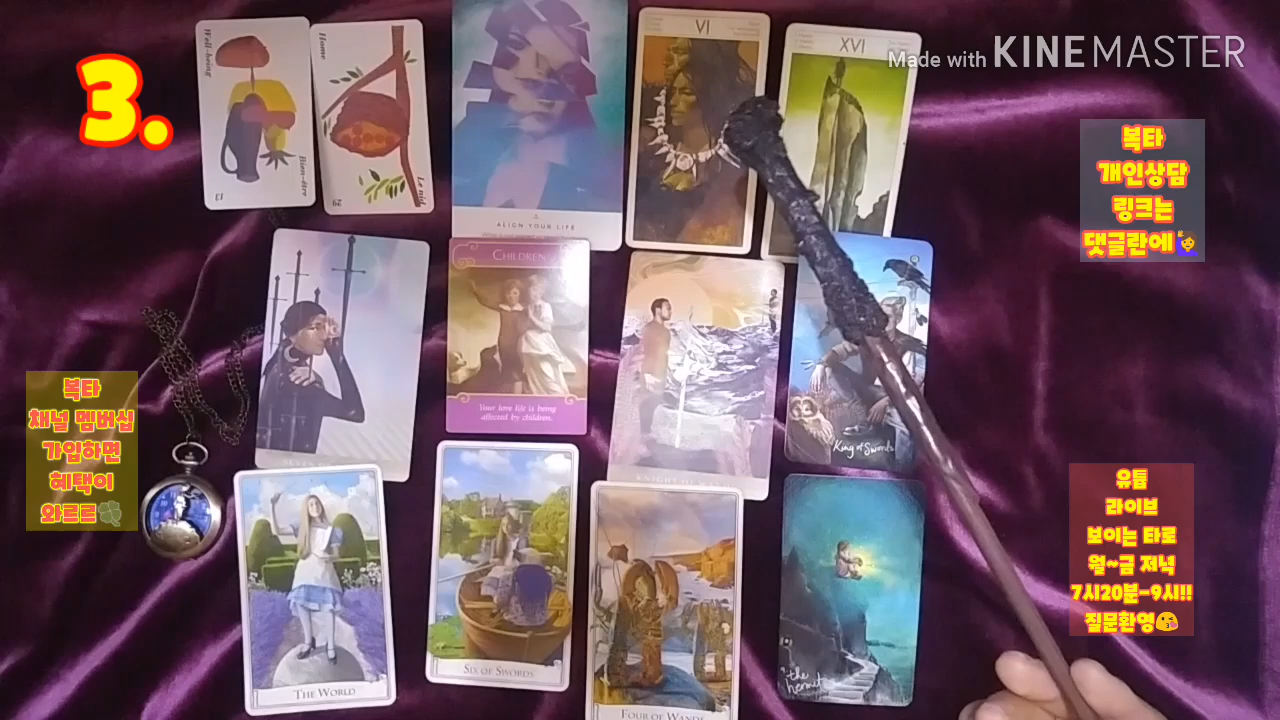 3.
Well-being
Bien-être
13
Home
Le nid
29
ALIGN YOUR LIFE
VI
XVI
Made with KINEMASTER
복타
개인상담
링크는
댓글란에🙋‍♀️
CHILDREN
Your love life is being
affected by children.
King of Swords
복타
채널 멤버십
가입하면
혜택이
와르르🍀
THE WORLD
SIX OF SWORDS
FOUR OF WANDS
the
hermit
유튭
라이브
보이는 타로
월~금 저녁
7시20분-9시!!
질문환영😘